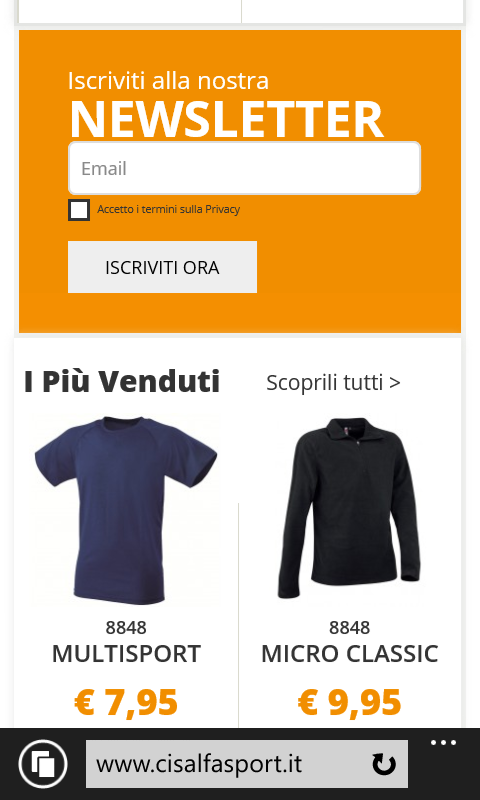 Iscriviti alla nostra
NEWSLETTER
Email
Accetto i termini sulla Privacy
ISCRIVITI ORA
I Più Venduti
Scoprili tutti >
8848
MULTISPORT
€ 7,95
8848
MICRO CLASSIC
€ 9,95
www.cisalfasport.it